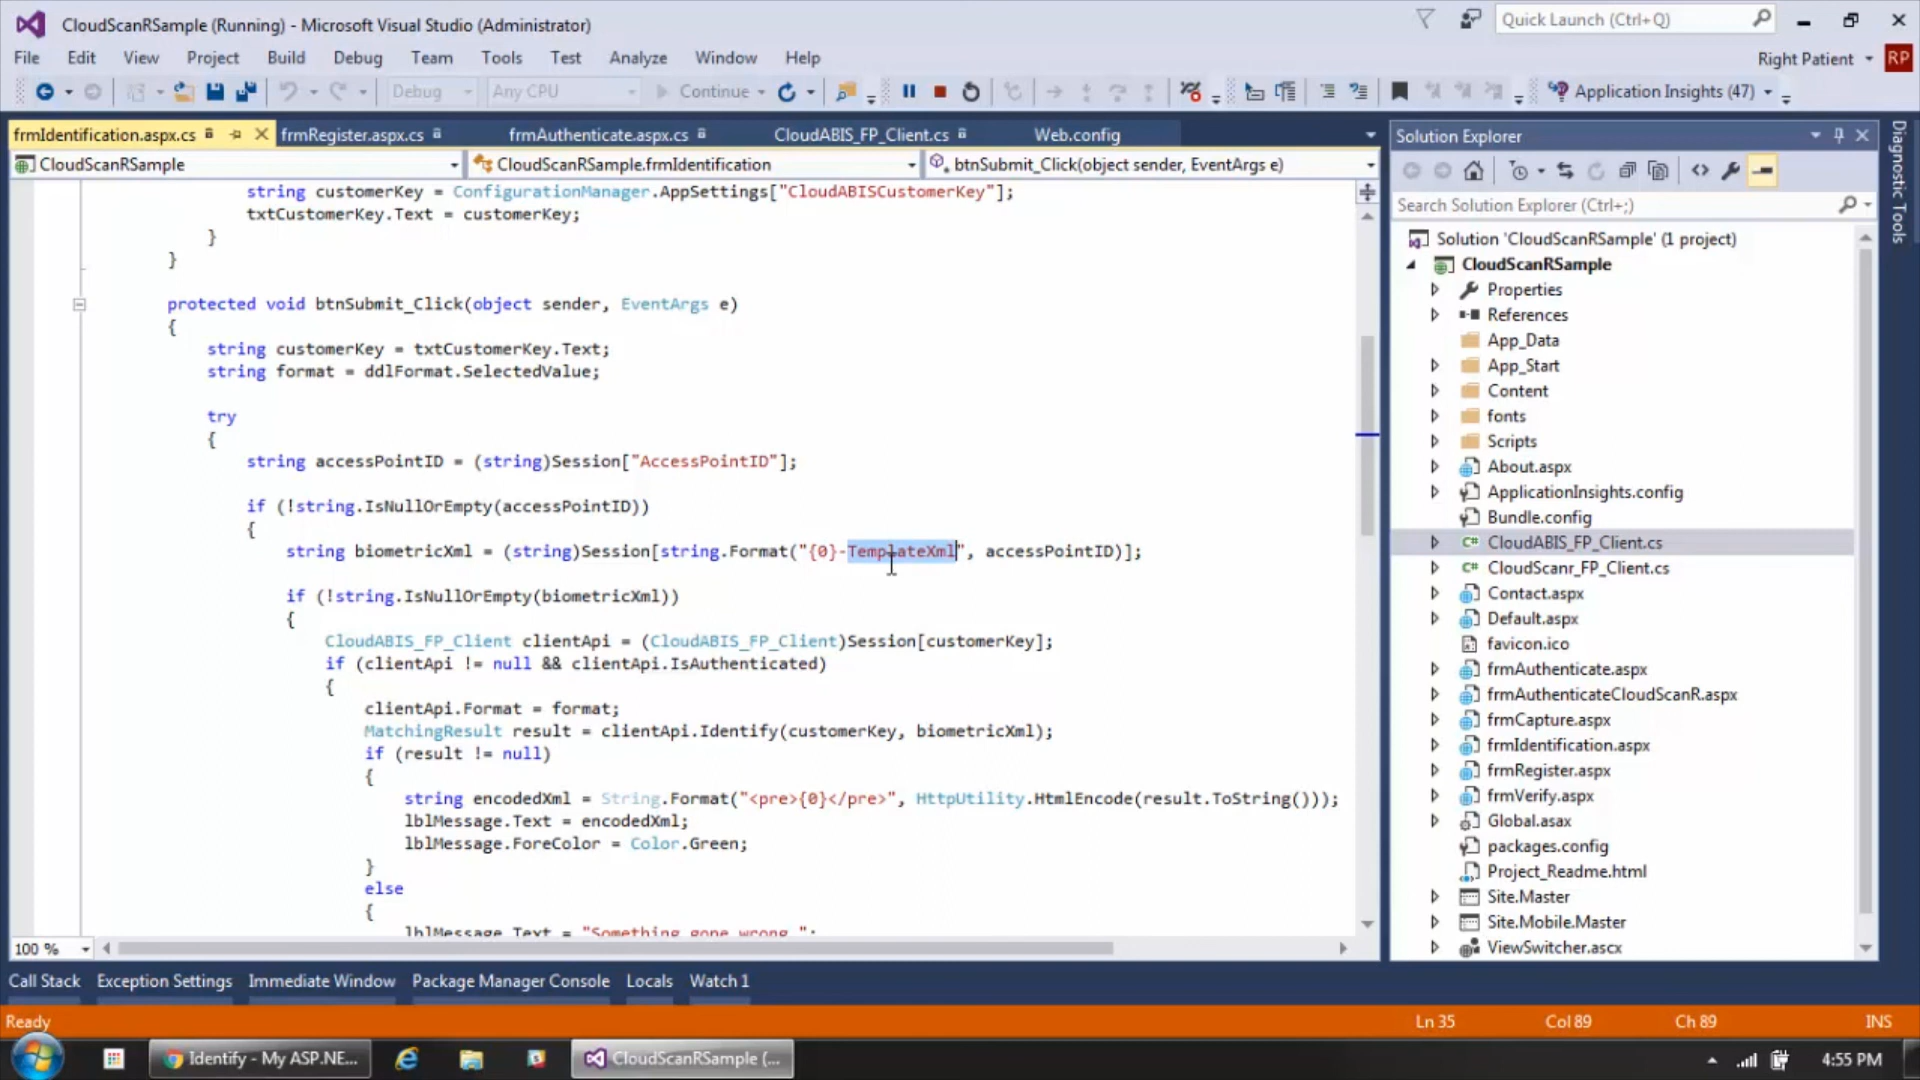 CloudScanRSample (Running) - Microsoft Visual Studio (Administrator)
Quick Launch (Ctrl+Q)
File Edit View Project Build Debug Team Tools Test Analyze Window Help
Right Patient RP
Debug Any CPU Continue Application Insights (47)
frmIdentification.aspx.cs frmRegister.aspx.cs frmAuthenticate.aspx.cs CloudABIS_FP_Client.cs Web.config
CloudScanRSample CloudScanRSample.frmIdentification btnSubmit_Click(object sender, EventArgs e)
string customerKey = ConfigurationManager.AppSettings["CloudABISCustomerKey"];
txtCustomerKey.Text = customerKey;
}
}
protected void btnSubmit_Click(object sender, EventArgs e)
{
string customerKey = txtCustomerKey.Text;
string format = ddlFormat.SelectedValue;
try
{
string accessPointID = (string)Session["AccessPointID"];
if (!string.IsNullOrEmpty(accessPointID))
{
string biometricXml = (string)Session[string.Format("{0}-TemplateXml", accessPointID)];
if (!string.IsNullOrEmpty(biometricXml))
{
CloudABIS_FP_Client clientApi = (CloudABIS_FP_Client)Session[customerKey];
if (clientApi != null && clientApi.IsAuthenticated)
{
clientApi.Format = format;
MatchingResult result = clientApi.Identify(customerKey, biometricXml);
if (result != null)
{
string encodedXml = String.Format("<pre>{0}</pre>", HttpUtility.HtmlEncode(result.ToString()));
lblMessage.Text = encodedXml;
lblMessage.ForeColor = Color.Green;
}
else
{
lblMessage.Text = "Something gone wrong.";
100 %
Solution Explorer
Search Solution Explorer (Ctrl+;)
Solution 'CloudScanRSample' (1 project)
CloudScanRSample
Properties
References
App_Data
App_Start
Content
fonts
Scripts
About.aspx
ApplicationInsights.config
Bundle.config
CloudABIS_FP_Client.cs
CloudScanr_FP_Client.cs
Contact.aspx
Default.aspx
favicon.ico
frmAuthenticate.aspx
frmAuthenticateCloudScanR.aspx
frmCapture.aspx
frmIdentification.aspx
frmRegister.aspx
frmVerify.aspx
Global.asax
packages.config
Project_Readme.html
Site.Master
Site.Mobile.Master
ViewSwitcher.ascx
Diagnostic Tools
Call Stack Exception Settings Immediate Window Package Manager Console Locals Watch 1
Ready Ln 35 Col 89 Ch 89 INS
Identify - My ASP.NE... CloudScanRSample (... 4:55 PM